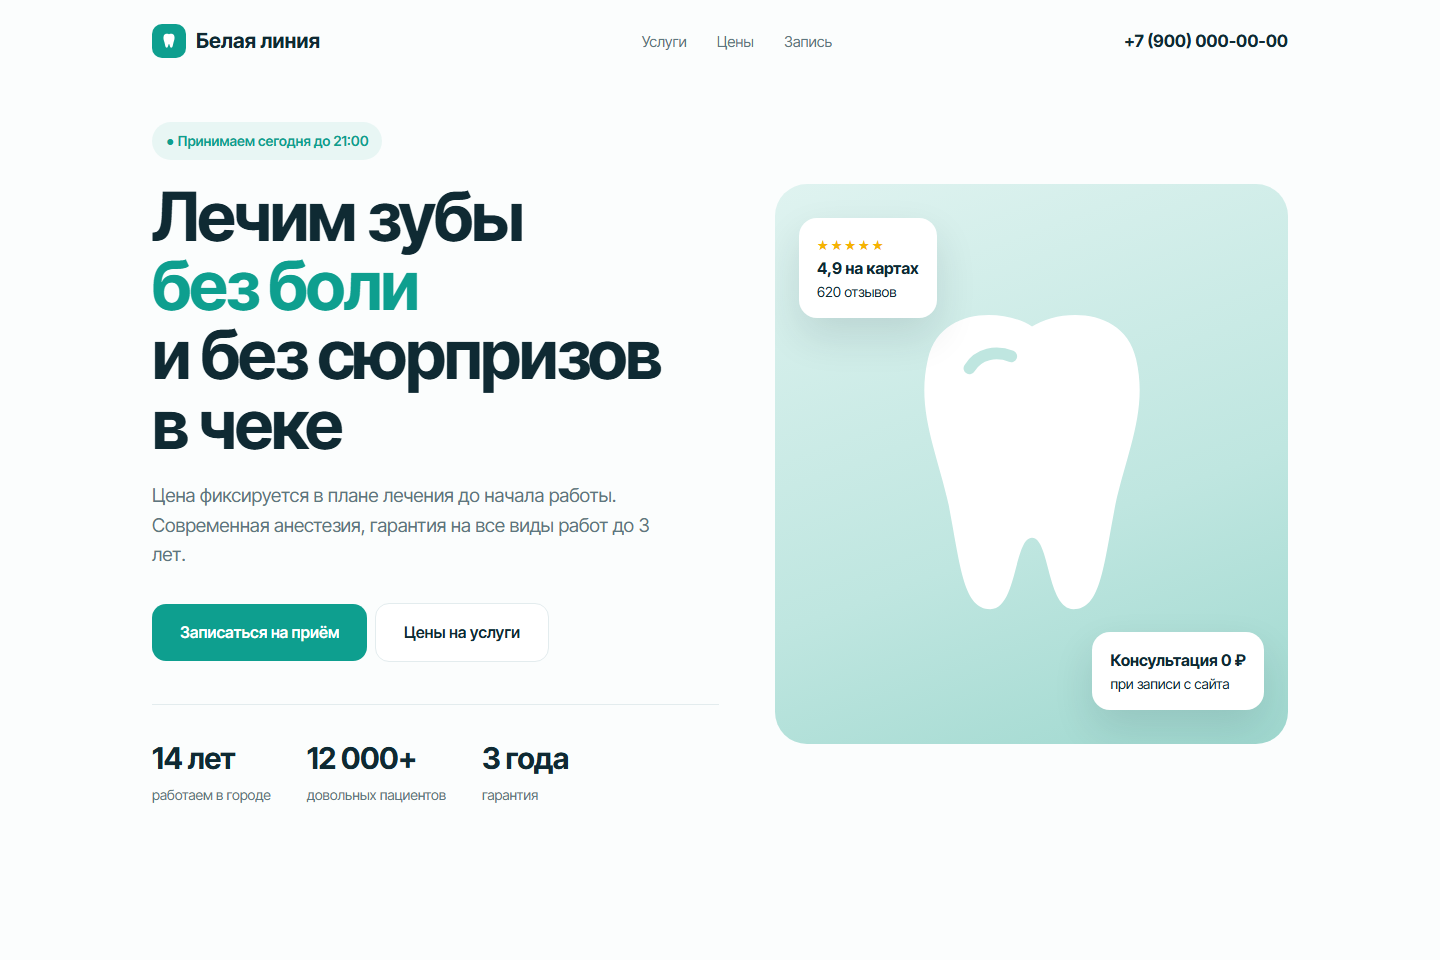 Белая линия
Услуги
Цены
Запись
+7 (900) 000-00-00
● Принимаем сегодня до 21:00
Лечим зубы
без боли
и без сюрпризов
в чеке
Цена фиксируется в плане лечения до начала работы.
Современная анестезия, гарантия на все виды работ до 3
лет.
Записаться на приём
Цены на услуги
14 лет
работаем в городе
12 000+
довольных пациентов
3 года
гарантия
★★★★★
4,9 на картах
620 отзывов
Консультация 0 ₽
при записи с сайта